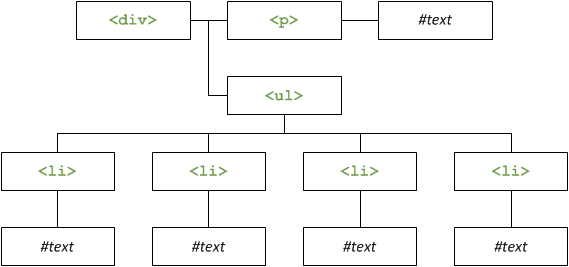 <div> <p> #text
<ul>
<li> <li> <li> <li>
#text #text #text #text